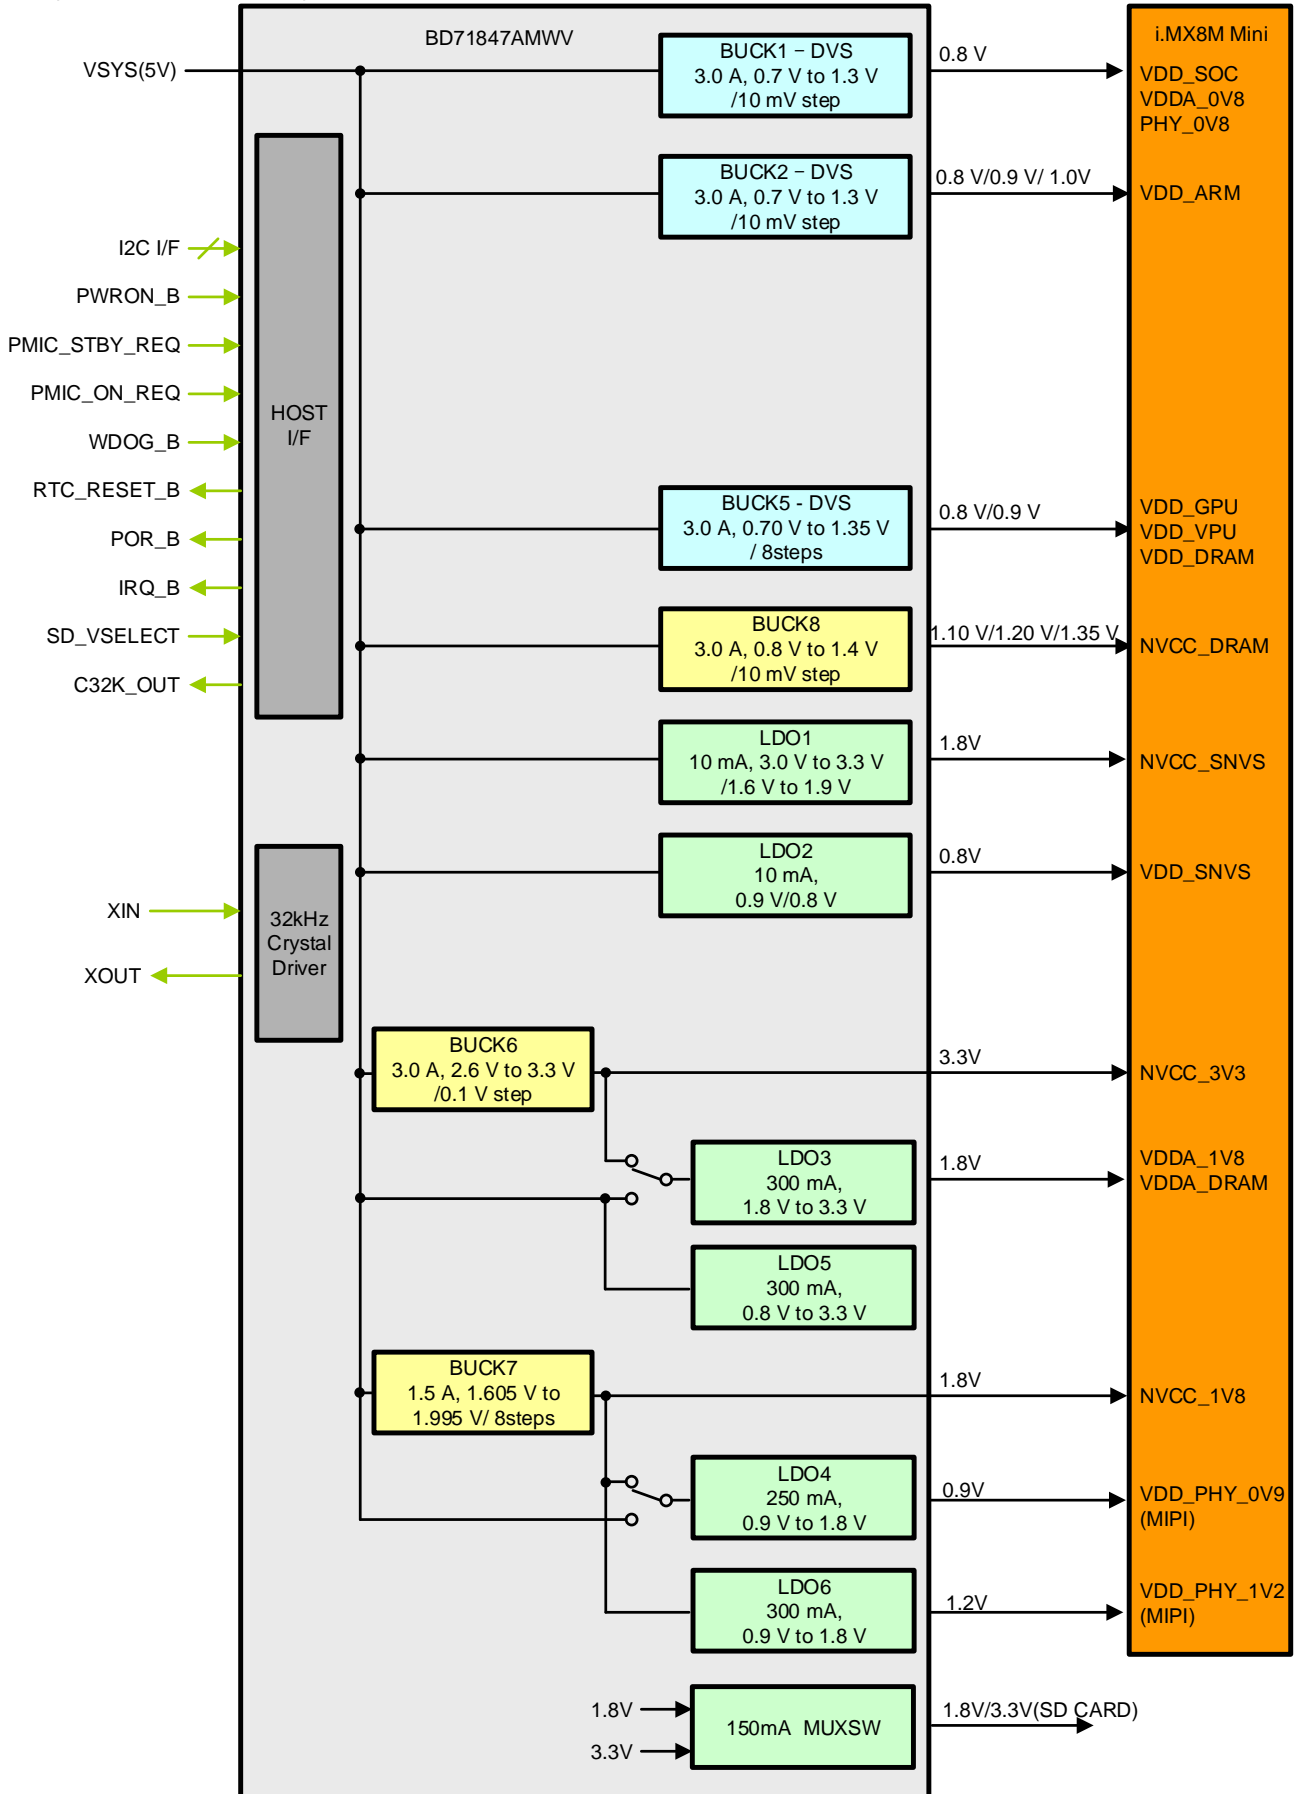 BD71847AMWV
VSYS(5V)
I2C I/F
PWRON_B
PMIC_STBY_REQ
PMIC_ON_REQ
WDOG_B
RTC_RESET_B
POR_B
IRQ_B
SD_VSELECT
C32K_OUT
XIN
XOUT
HOST
I/F
32kHz
Crystal
Driver
BUCK1 – DVS
3.0 A, 0.7 V to 1.3 V
/10 mV step
BUCK2 – DVS
3.0 A, 0.7 V to 1.3 V
/10 mV step
BUCK5 - DVS
3.0 A, 0.70 V to 1.35 V
/ 8steps
BUCK8
3.0 A, 0.8 V to 1.4 V
/10 mV step
LDO1
10 mA, 3.0 V to 3.3 V
/1.6 V to 1.9 V
LDO2
10 mA,
0.9 V/0.8 V
BUCK6
3.0 A, 2.6 V to 3.3 V
/0.1 V step
LDO3
300 mA,
1.8 V to 3.3 V
LDO5
300 mA,
0.8 V to 3.3 V
BUCK7
1.5 A, 1.605 V to
1.995 V/ 8steps
LDO4
250 mA,
0.9 V to 1.8 V
LDO6
300 mA,
0.9 V to 1.8 V
1.8V
3.3V
150mA MUXSW
0.8 V
0.8 V/0.9 V/ 1.0V
0.8 V/0.9 V
1.10 V/1.20 V/1.35 V
1.8V
0.8V
3.3V
1.8V
1.8V
0.9V
1.2V
1.8V/3.3V(SD CARD)
i.MX8M Mini
VDD_SOC
VDDA_0V8
PHY_0V8
VDD_ARM
VDD_GPU
VDD_VPU
VDD_DRAM
NVCC_DRAM
NVCC_SNVS
VDD_SNVS
NVCC_3V3
VDDA_1V8
VDDA_DRAM
NVCC_1V8
VDD_PHY_0V9
(MIPI)
VDD_PHY_1V2
(MIPI)